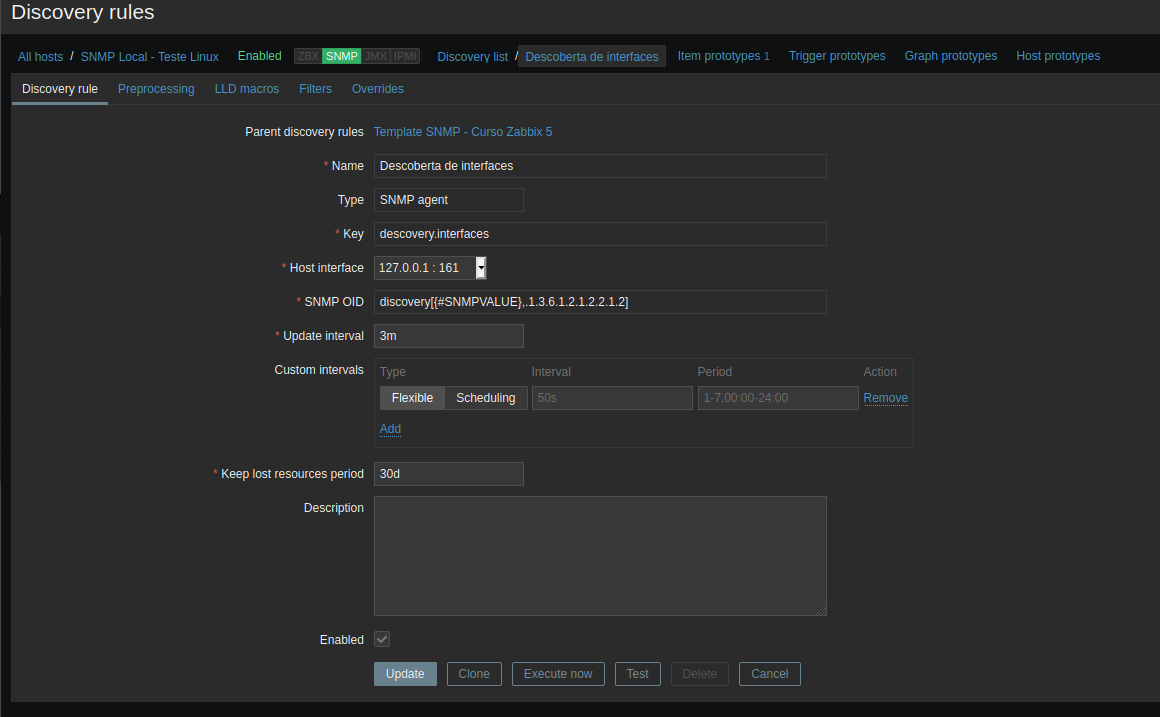 Discovery rules
All hosts / SNMP Local - Teste Linux Enabled ZBX SNMP JMX IPMI Discovery list / Descoberta de interfaces Item prototypes 1 Trigger prototypes Graph prototypes Host prototypes
Discovery rule Preprocessing LLD macros Filters Overrides
Parent discovery rules Template SNMP - Curso Zabbix 5
* Name Descoberta de interfaces
Type SNMP agent
* Key descovery.interfaces
* Host interface 127.0.0.1 : 161
* SNMP OID discovery[{#SNMPVALUE},.1.3.6.1.2.1.2.2.1.2]
* Update interval 3m
Custom intervals Type Interval Period Action
Flexible Scheduling 50s 1-7,00:00-24:00 Remove
Add
* Keep lost resources period 30d
Description
Enabled
Update Clone Execute now Test Delete Cancel